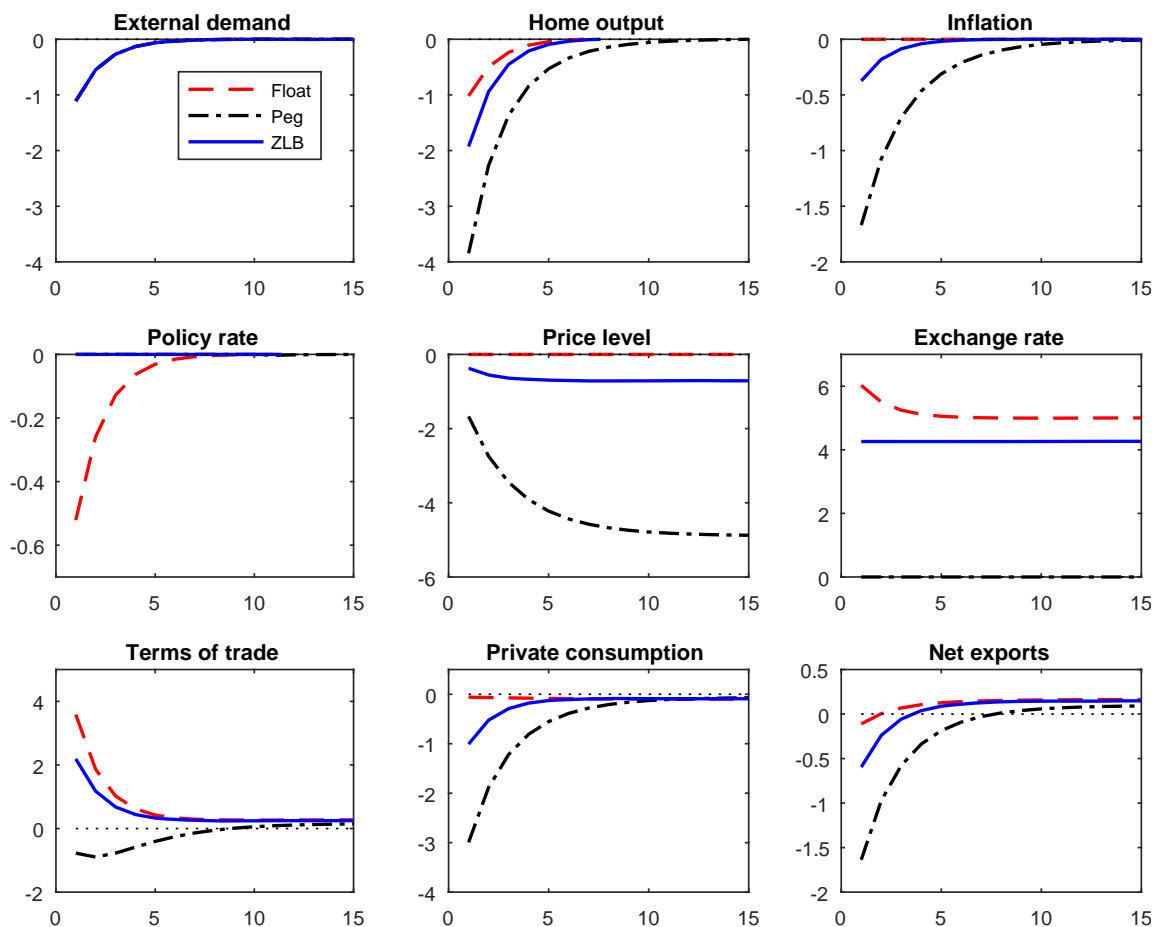 External demand
0
-1
-2
-3
-4
0 5 10 15
Float
Peg
ZLB
Home output
0
-1
-2
-3
-4
0 5 10 15
Inflation
0
-0.5
-1
-1.5
-2
0 5 10 15
Policy rate
0
-0.2
-0.4
-0.6
0 5 10 15
Price level
0
-2
-4
-6
0 5 10 15
Exchange rate
6
4
2
0
0 5 10 15
Terms of trade
4
2
0
-2
0 5 10 15
Private consumption
0
-1
-2
-3
-4
0 5 10 15
Net exports
0.5
0
-0.5
-1
-1.5
-2
0 5 10 15